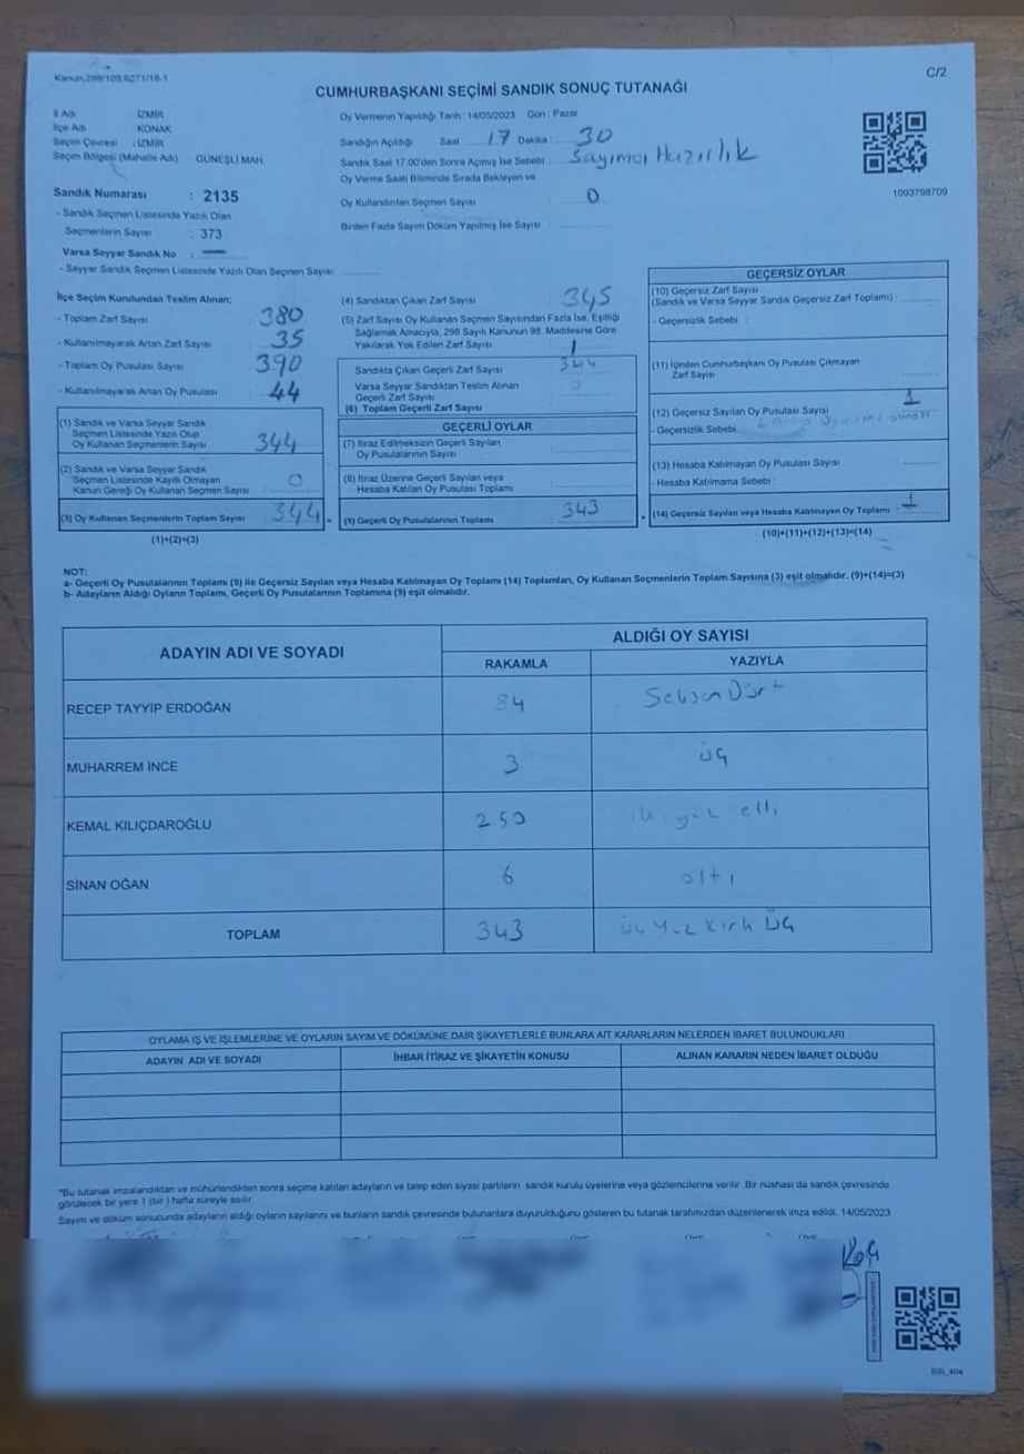 Kanun:298/103,6271/18-1
C/2
CUMHURBAŞKANI SEÇİMİ SANDIK SONUÇ TUTANAĞI
İl Adı : İZMİR
İlçe Adı : KONAK
Seçim Çevresi : İZMİR
Seçim Bölgesi (Mahalle Adı) GÜNEŞLİ MAH.
Sandık Numarası : 2135
- Sandık Seçmen Listesinde Yazılı Olan
Seçmenlerin Sayısı : 373
Varsa Seyyar Sandık No :
- Seyyar Sandık Seçmen Listesinde Yazılı Olan Seçmen Sayısı
Oy Vermenin Yapıldığı Tarih : 14/05/2023 Gün : Pazar
Sandığın Açıldığı Saat 17 Dakika : 30
Sandık Saat 17.00'den Sonra Açımış İse Sebebi : Sayıma Hazırlık
Oy Verme Saati Bitiminde Sırada Bekleyen ve
Oy Kullandırılan Seçmen Sayısı : 0
Birden Fazla Sayım Döküm Yapılmış İse Sayısı
1003798709
İlçe Seçim Kurulundan Teslim Alınan;
- Toplam Zarf Sayısı 380
- Kullanılmayarak Artan Zarf Sayısı 35
- Toplam Oy Pusulası Sayısı 390
- Kullanılmayarak Artan Oy Pusulası 44
(1) Sandık ve Varsa Seyyar Sandık
Seçmen Listesinde Yazılı Olup
Oy Kullanan Seçmenlerin Sayısı 344
(2) Sandık ve Varsa Seyyar Sandık
Seçmen Listesinde Kayıtlı Olmayan
Kanun Gereği Oy Kullanan Seçmen Sayısı 0
(3) Oy Kullanan Seçmenlerin Toplam Sayısı 344
(1)+(2)=(3)
(4) Sandıktan Çıkan Zarf Sayısı 345
(5) Zarf Sayısı Oy Kullanan Seçmen Sayısından Fazla İse, Eşitliği
Sağlamak Amacıyla, 298 Sayılı Kanunun 98. Maddesine Göre
Yakılarak Yok Edilen Zarf Sayısı 1
Sandıkta Çıkan Geçerli Zarf Sayısı 344
Varsa Seyyar Sandıktan Teslim Alınan
Geçerli Zarf Sayısı
(6) Toplam Geçerli Zarf Sayısı
GEÇERLİ OYLAR
(7) İtiraz Edilmeksizin Geçerli Sayılan
Oy Pusulalarının Sayısı
(8) İtiraz Üzerine Geçerli Sayılan veya
Hesaba Katılan Oy Pusulası Toplamı
(9) Geçerli Oy Pusulalarının Toplamı 343
GEÇERSİZ OYLAR
(10) Geçersiz Zarf Sayısı
(Sandık ve Varsa Seyyar Sandık Geçersiz Zarf Toplamı) :
- Geçersizlik Sebebi :
(11) İçinden Cumhurbaşkanı Oy Pusulası Çıkmayan
Zarf Sayısı
(12) Geçersiz Sayılan Oy Pusulası Sayısı 1
- Geçersizlik Sebebi
(13) Hesaba Katılmayan Oy Pusulası Sayısı
- Hesaba Katılmama Sebebi
(14) Geçersiz Sayılan veya Hesaba Katılmayan Oy Toplamı 1
(10)+(11)+(12)+(13)=(14)
NOT:
a- Geçerli Oy Pusulalarının Toplamı (9) ile Geçersiz Sayılan veya Hesaba Katılmayan Oy Toplamı (14) Toplamları, Oy Kullanan Seçmenlerin Toplam Sayısına (3) eşit olmalıdır. (9)+(14)=(3)
b- Adayların Aldığı Oyların Toplamı, Geçerli Oy Pusulalarının Toplamına (9) eşit olmalıdır.
ADAYIN ADI VE SOYADI ALDIĞI OY SAYISI
RAKAMLA YAZIYLA
RECEP TAYYİP ERDOĞAN 84 Seksen Dört
MUHARREM İNCE 3 üç
KEMAL KILIÇDAROĞLU 250 iki yüz elli
SİNAN OĞAN 6 altı
TOPLAM 343 üç Yüz Kırk üç
OYLAMA İŞ VE İŞLEMLERİNE VE OYLARIN SAYIM VE DÖKÜMÜNE DAİR ŞİKAYETLERLE BUNLARA AİT KARARLARIN NELERDEN İBARET BULUNDUKLARI
ADAYIN ADI VE SOYADI İHBAR İTİRAZ VE ŞİKAYETİN KONUSU ALINAN KARARIN NEDEN İBARET OLDUĞU
*Bu tutanak imzalandıktan ve mühürlendikten sonra seçime katılan adayların ve talep eden siyasi partilerin, sandık kurulu üyelerine veya gözlemcilerine verilir. Bir nüshası da sandık çevresinde
görülecek bir yere 1 (bir ) hafta süreyle asılır.
Sayım ve döküm sonucunda adayların aldığı oyların sayılarını ve bunların sandık çevresinde bulunanlara duyurulduğunu gösteren bu tutanak tarafımızdan düzenlenerek imza edildi. 14/05/2023